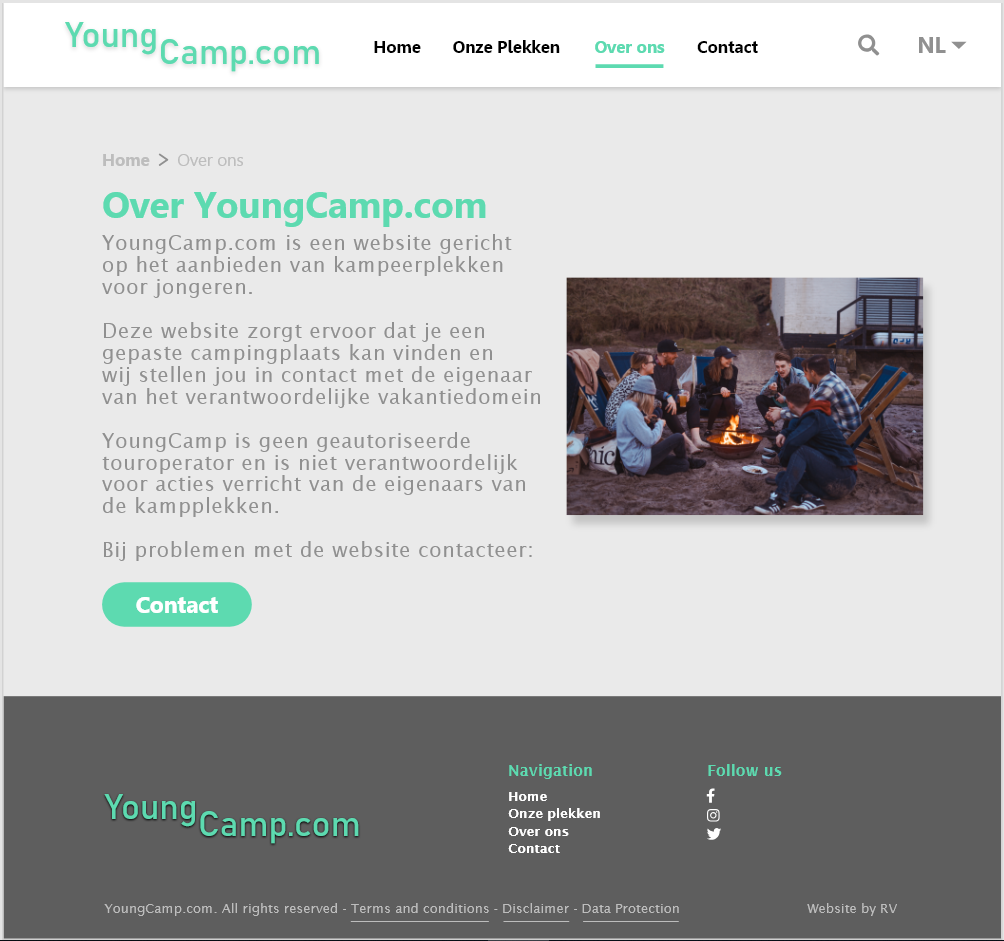 YoungCamp.com
Home
Onze Plekken
Over ons
Contact
NL
Home > Over ons
Over YoungCamp.com
YoungCamp.com is een website gericht
op het aanbieden van kampeerplekken
voor jongeren.
Deze website zorgt ervoor dat je een
gepaste campingplaats kan vinden en
wij stellen jou in contact met de eigenaar
van het verantwoordelijke vakantiedomein
YoungCamp is geen geautoriseerde
touroperator en is niet verantwoordelijk
voor acties verricht van de eigenaars van
de kampplekken.
Bij problemen met de website contacteer:
Contact
YoungCamp.com
Navigation
Home
Onze plekken
Over ons
Contact
Follow us
YoungCamp.com. All rights reserved - Terms and conditions - Disclaimer - Data Protection
Website by RV